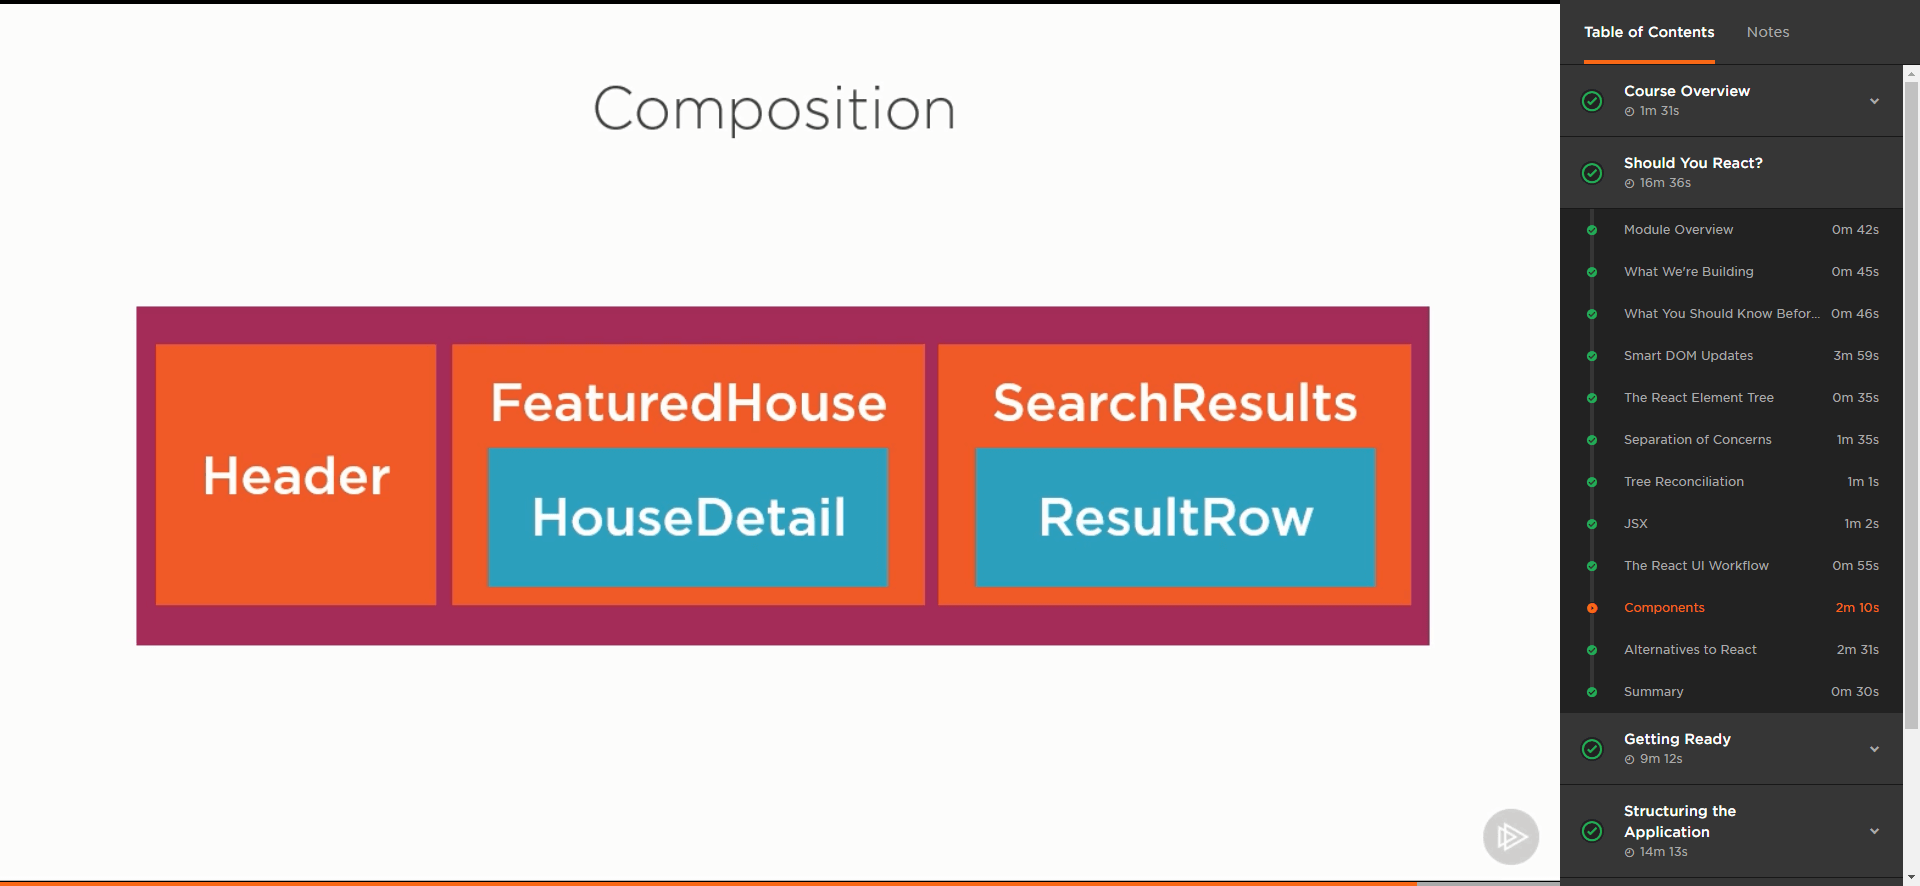 Composition
Header
FeaturedHouse
HouseDetail
SearchResults
ResultRow
Table of Contents
Notes
Course Overview
1m 31s
Should You React?
16m 36s
Module Overview 0m 42s
What We're Building 0m 45s
What You Should Know Befor... 0m 46s
Smart DOM Updates 3m 59s
The React Element Tree 0m 35s
Separation of Concerns 1m 35s
Tree Reconciliation 1m 1s
JSX 1m 2s
The React UI Workflow 0m 55s
Components 2m 10s
Alternatives to React 2m 31s
Summary 0m 30s
Getting Ready
9m 12s
Structuring the
Application
14m 13s